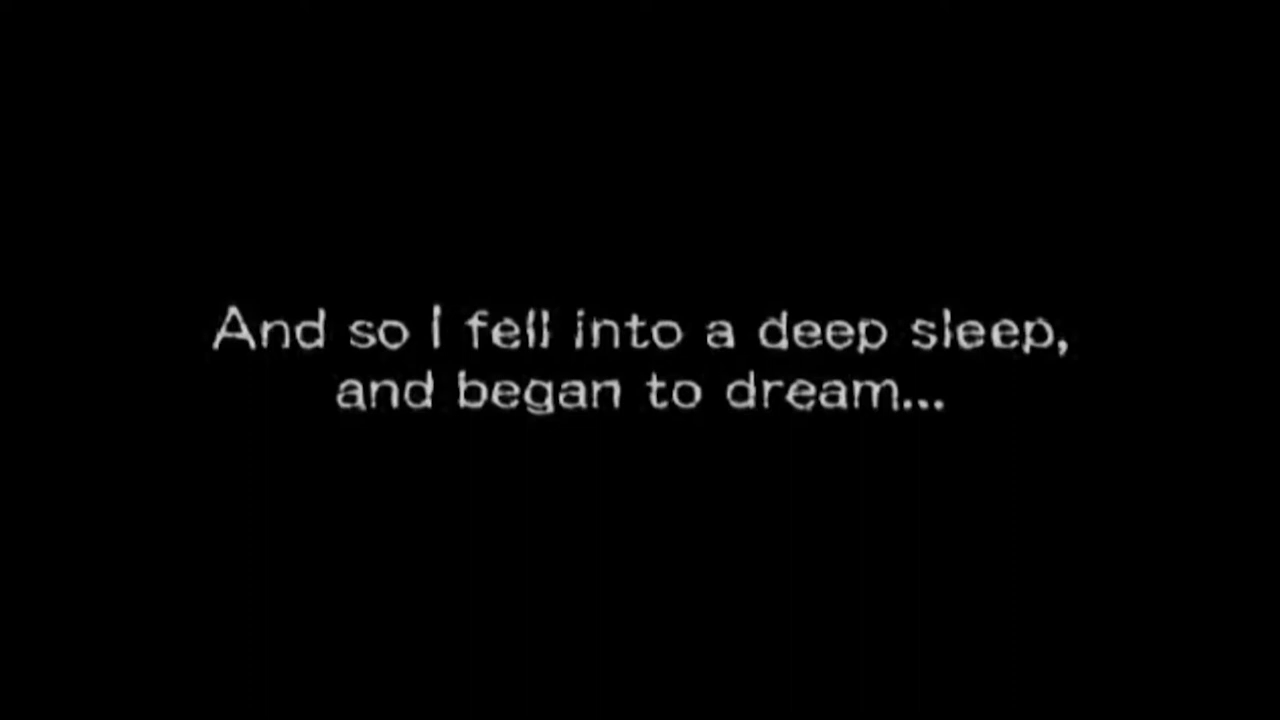 And so I fell into a deep sleep,
and began to dream...